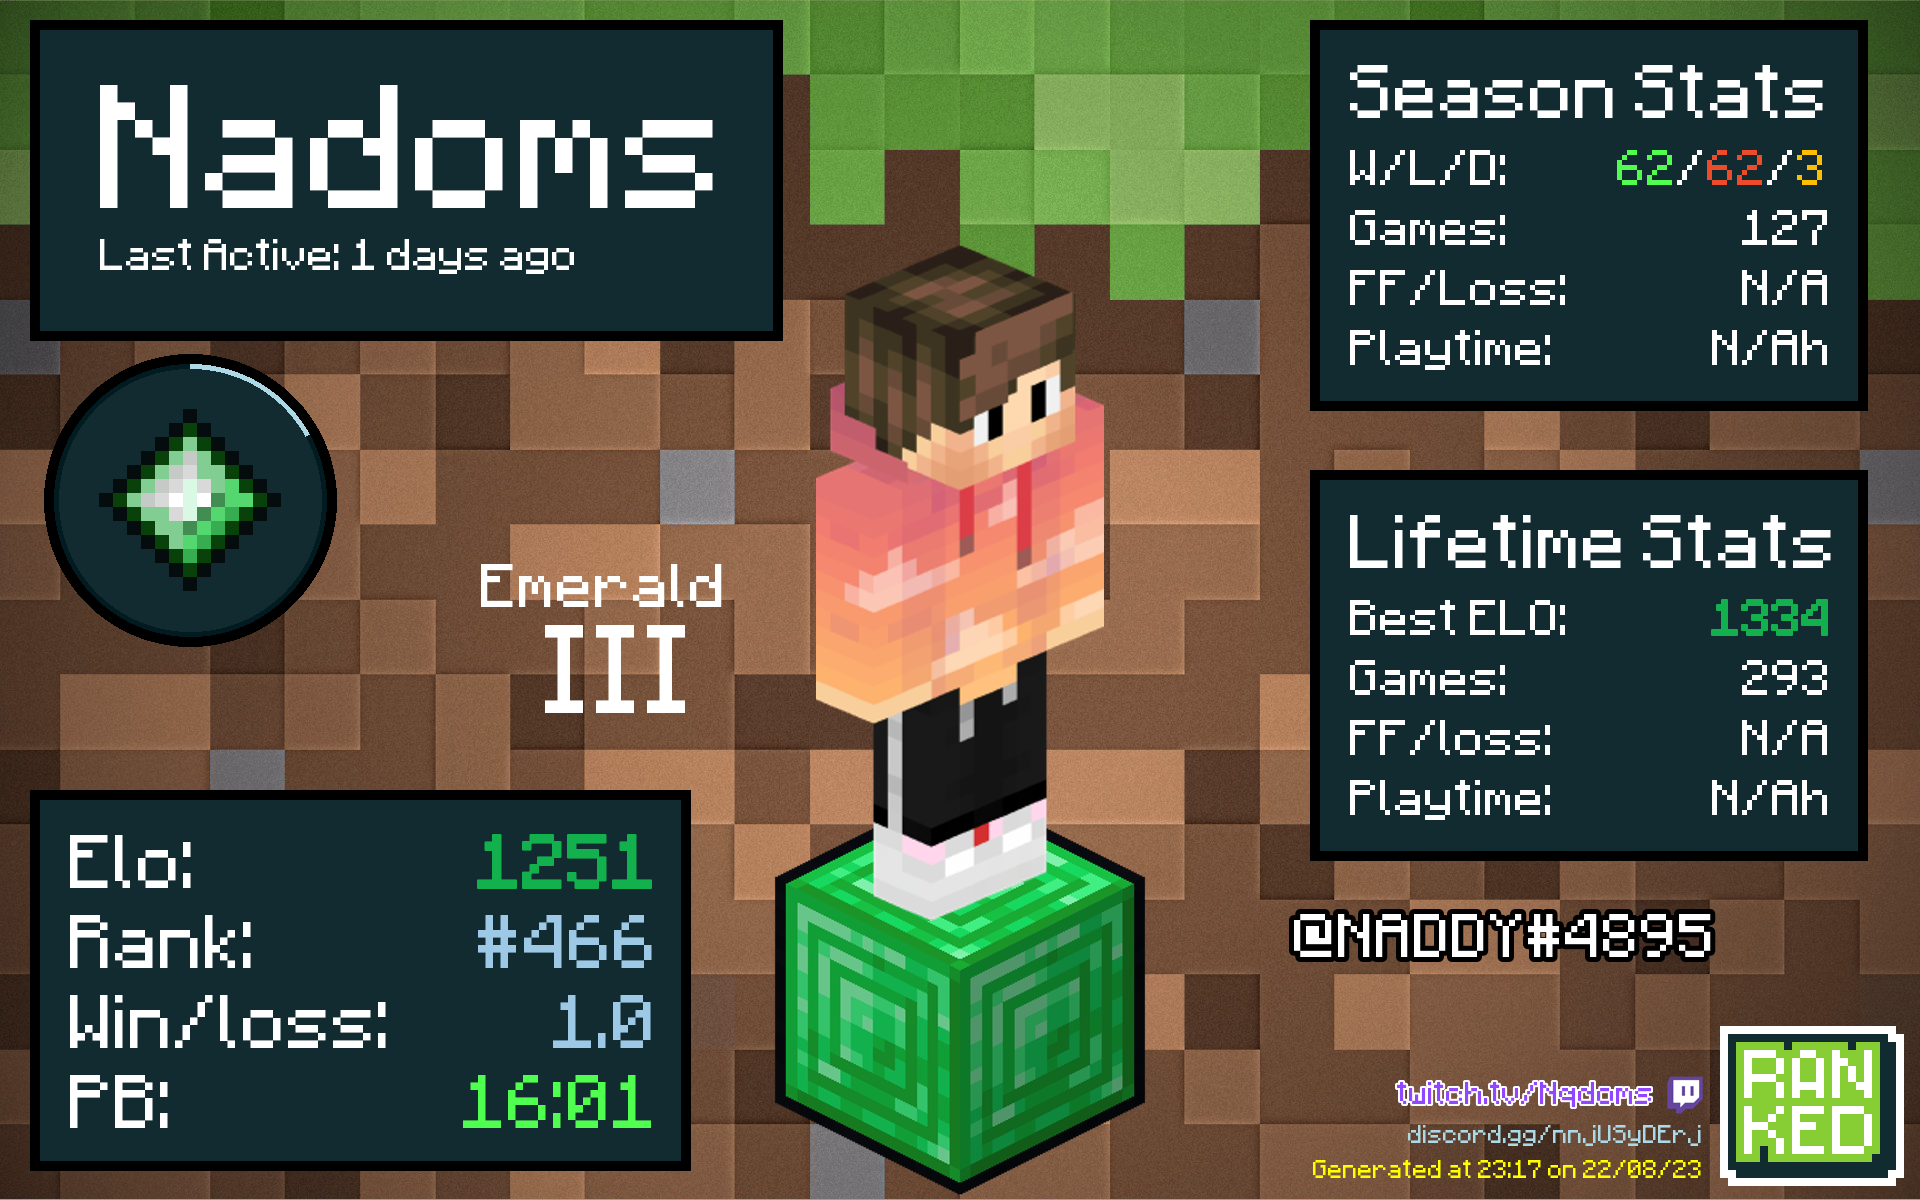 Nadoms
Last Active: 1 days ago
Emerald
III
Elo: 1251
Rank: #466
Win/loss: 1.0
PB: 16:01
Season Stats
W/L/D: 62/62/3
Games: 127
FF/Loss: N/A
Playtime: N/Ah
Lifetime Stats
Best ELO: 1334
Games: 293
FF/loss: N/A
Playtime: N/Ah
@NADDY#4895
twitch.tv/Nqdoms
discord.gg/nnjUSyDErj
Generated at 23:17 on 22/08/23
RAN
KED